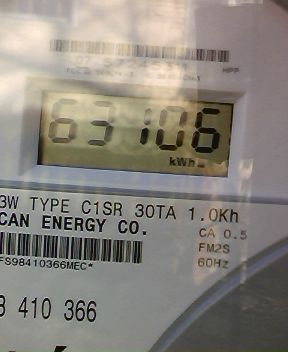 63106
kWh
3W TYPE C1SR 30TA 1.0Kh
CAN ENERGY CO.
CA 0.5
FM2S
FS98410366MEC*
60Hz
8 410 366